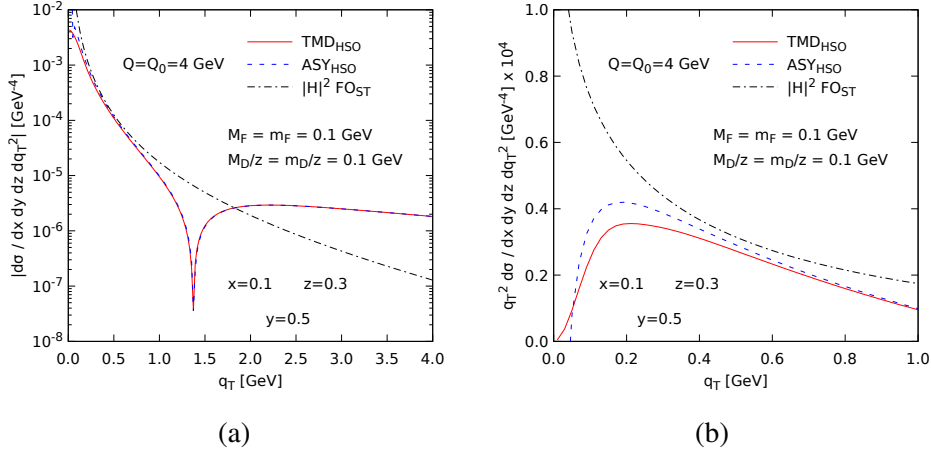 |dσ / dx dy dz dq_T^2| [GeV^-4]
10^-2
10^-3
10^-4
10^-5
10^-6
10^-7
10^-8
TMD_HSO
ASY_HSO
|H|^2 FO_ST
Q=Q_0=4 GeV
M_F = m_F = 0.1 GeV
M_D/z = m_D/z = 0.1 GeV
x=0.1 z=0.3
y=0.5
0.0 0.5 1.0 1.5 2.0 2.5 3.0 3.5 4.0
q_T [GeV]
(a)
q_T^2 dσ / dx dy dz dq_T^2 [GeV^-4] x 10^4
1.0
0.8
0.6
0.4
0.2
0.0
TMD_HSO
ASY_HSO
|H|^2 FO_ST
Q=Q_0=4 GeV
M_F = m_F = 0.1 GeV
M_D/z = m_D/z = 0.1 GeV
x=0.1 z=0.3
y=0.5
0.0 0.2 0.4 0.6 0.8 1.0
q_T [GeV]
(b)